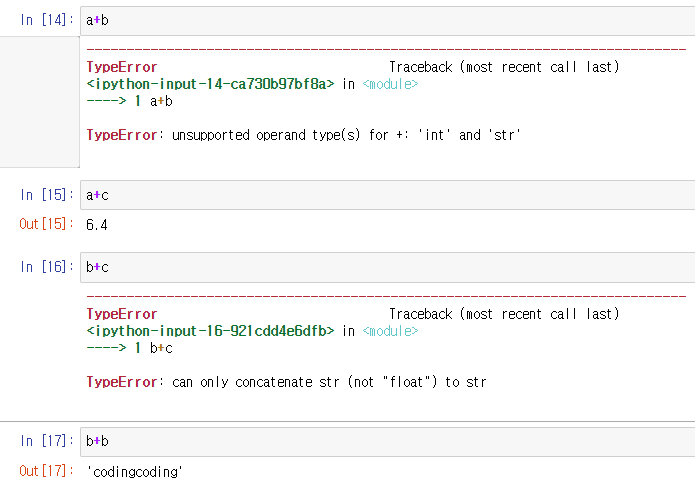 In [14]: a+b
---------------------------------------------------------------------------
TypeError Traceback (most recent call last)
<ipython-input-14-ca730b97bf8a> in <module>
----> 1 a+b
TypeError: unsupported operand type(s) for +: 'int' and 'str'
In [15]: a+c
Out[15]: 6.4
In [16]: b+c
---------------------------------------------------------------------------
TypeError Traceback (most recent call last)
<ipython-input-16-921cdd4e6dfb> in <module>
----> 1 b+c
TypeError: can only concatenate str (not "float") to str
In [17]: b+b
Out[17]: 'codingcoding'